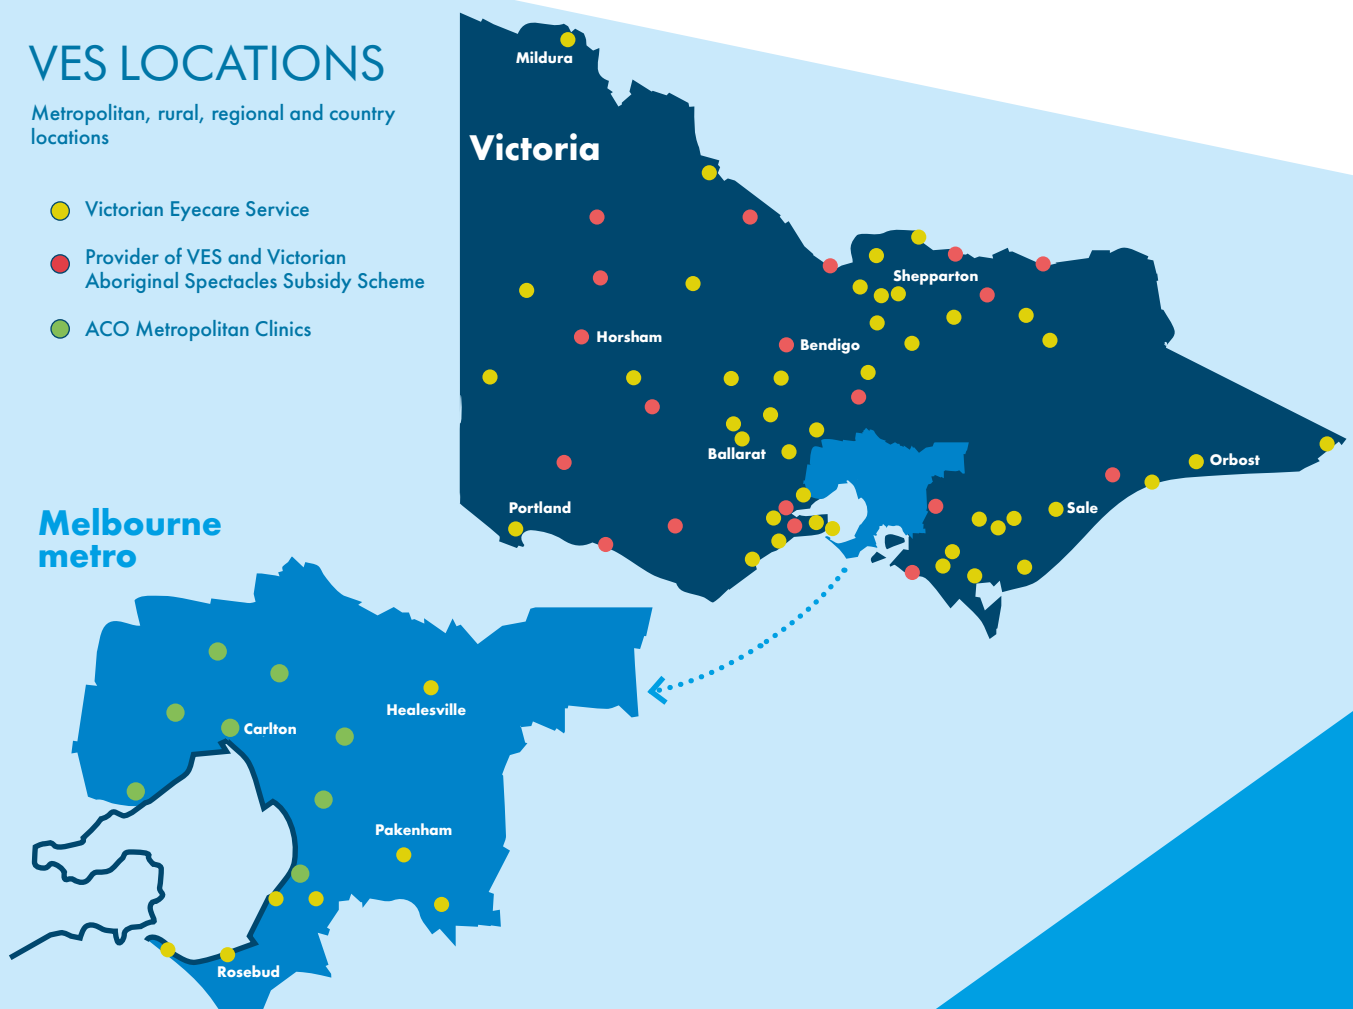 VES LOCATIONS
Metropolitan, rural, regional and country
locations
Victorian Eyecare Service
Provider of VES and Victorian
Aboriginal Spectacles Subsidy Scheme
ACO Metropolitan Clinics
Mildura
Victoria
Shepparton
Horsham
Bendigo
Ballarat
Orbost
Portland
Sale
Melbourne
metro
Healesville
Carlton
Pakenham
Rosebud